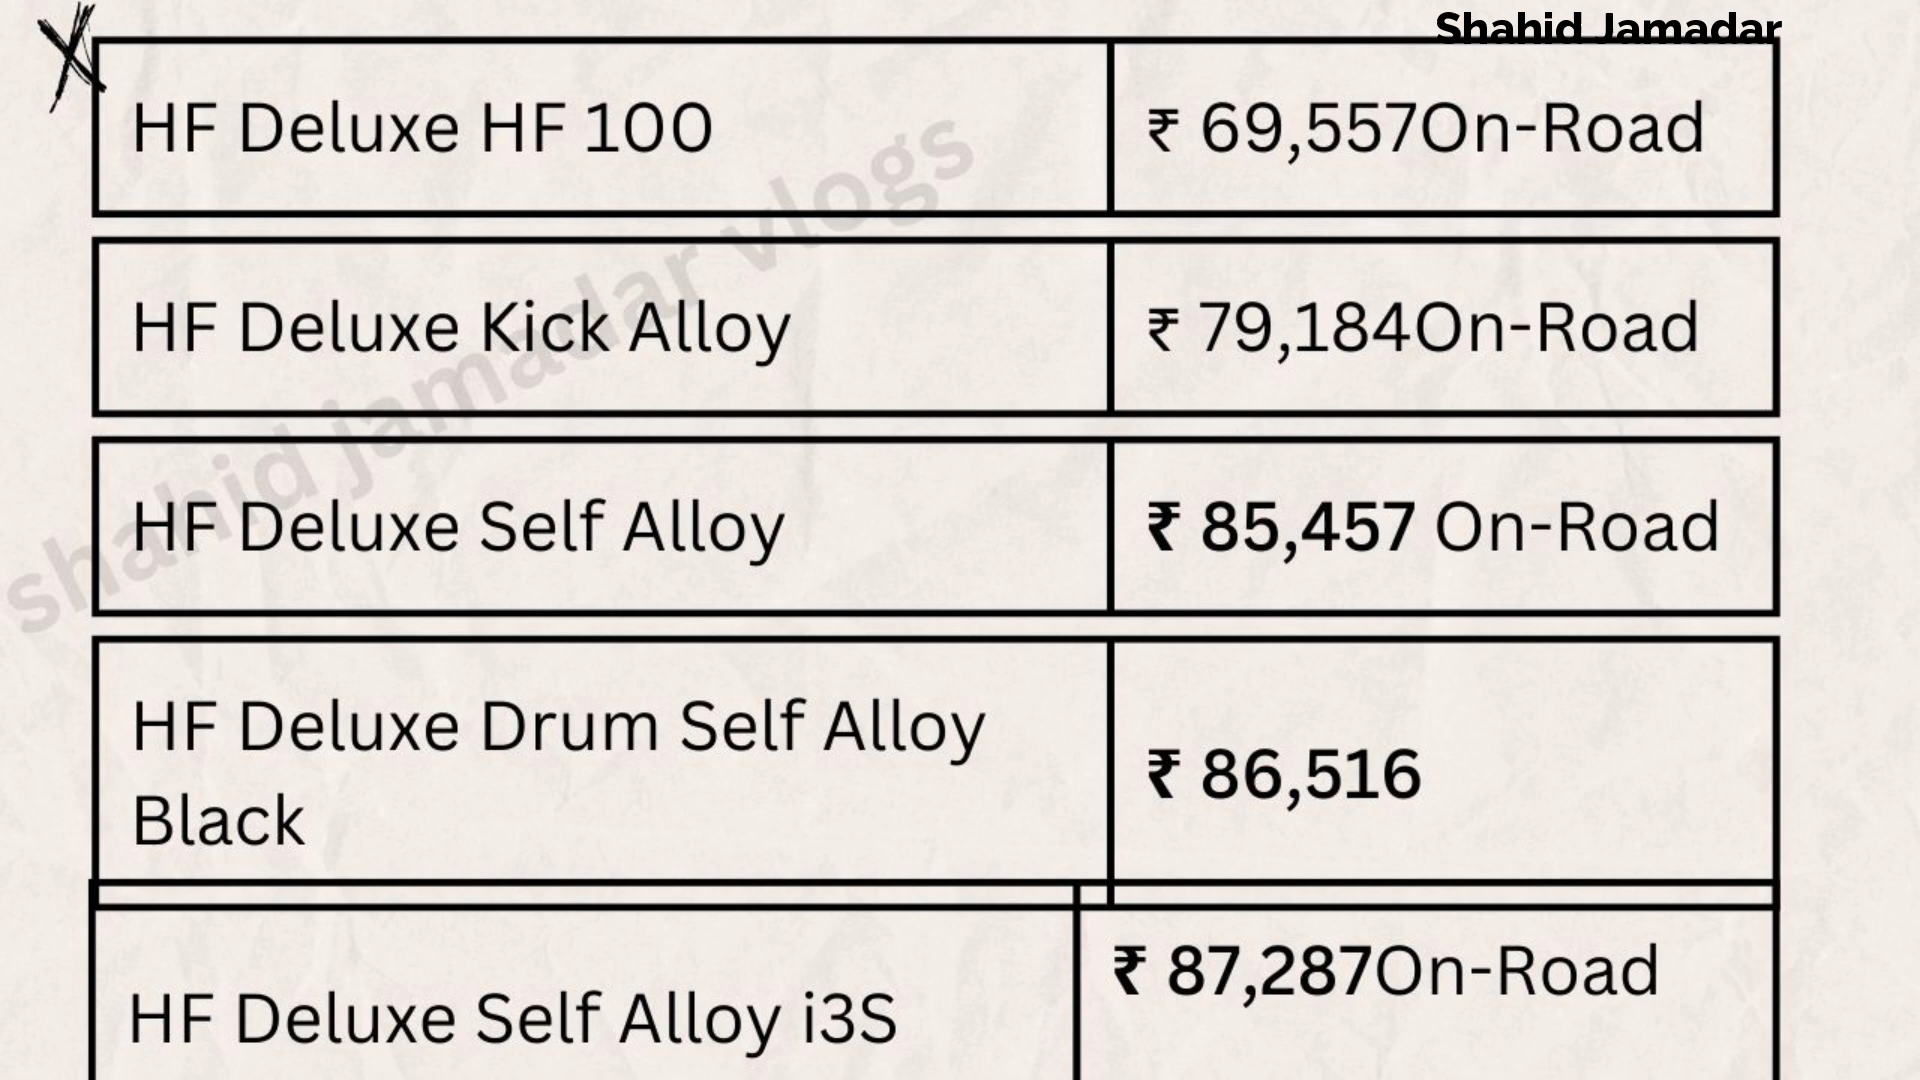 Shahid Jamadar
HF Deluxe HF 100
₹ 69,557On-Road
HF Deluxe Kick Alloy
₹ 79,184On-Road
HF Deluxe Self Alloy
₹ 85,457 On-Road
HF Deluxe Drum Self Alloy
Black
₹ 86,516
HF Deluxe Self Alloy i3S
₹ 87,287On-Road
shahid jamadar vlogs